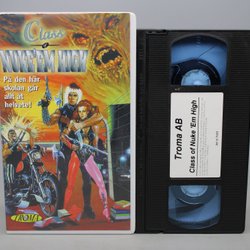 Class
o
NUKE'EM HIGH
På den här
skolan går
allt åt
helvete!
TROMA
Troma AB
Class of Nuke 'Em High